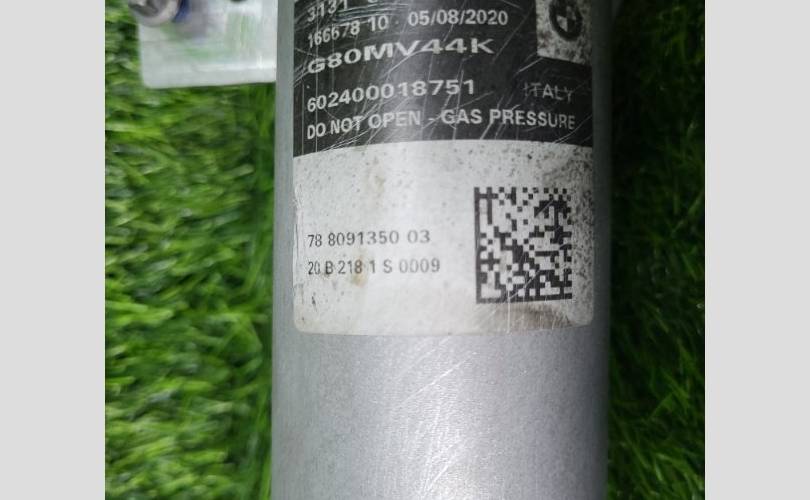 3131
166678 10 - 05/08/2020
G80MV44K
602400018751 ITALY
DO NOT OPEN - GAS PRESSURE
78 8091350 03
20 B 218 1 S 0009